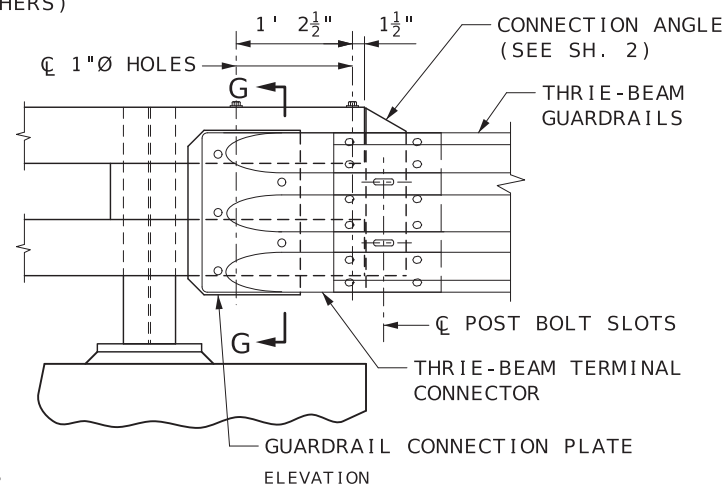 HERS)
1' 2½" 1½"
CONNECTION ANGLE
(SEE SH. 2)
℄ 1"Ø HOLES
THRIE-BEAM
GUARDRAILS
G
G
℄ POST BOLT SLOTS
THRIE-BEAM TERMINAL
CONNECTOR
GUARDRAIL CONNECTION PLATE
ELEVATION